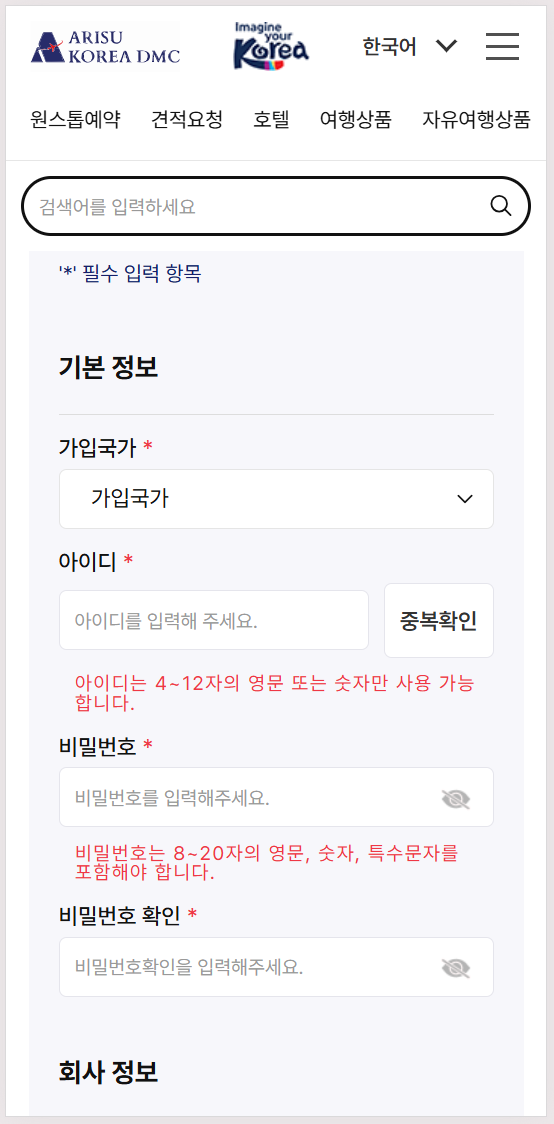 ARISU
KOREA DMC
Imagine
your
Korea
한국어
원스톱예약 견적요청 호텔 여행상품 자유여행상품
검색어를 입력하세요
'*' 필수 입력 항목
기본 정보
가입국가 *
가입국가
아이디 *
아이디를 입력해 주세요.
중복확인
아이디는 4~12자의 영문 또는 숫자만 사용 가능
합니다.
비밀번호 *
비밀번호를 입력해주세요.
비밀번호는 8~20자의 영문, 숫자, 특수문자를
포함해야 합니다.
비밀번호 확인 *
비밀번호확인을 입력해주세요.
회사 정보